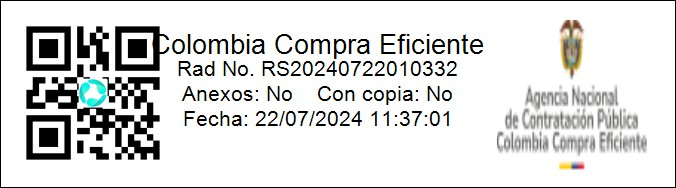 Colombia Compra Eficiente
Rad No. RS20240722010332
Anexos: No Con copia: No
Fecha: 22/07/2024 11:37:01
Agencia Nacional
de Contratación Pública
Colombia Compra Eficiente